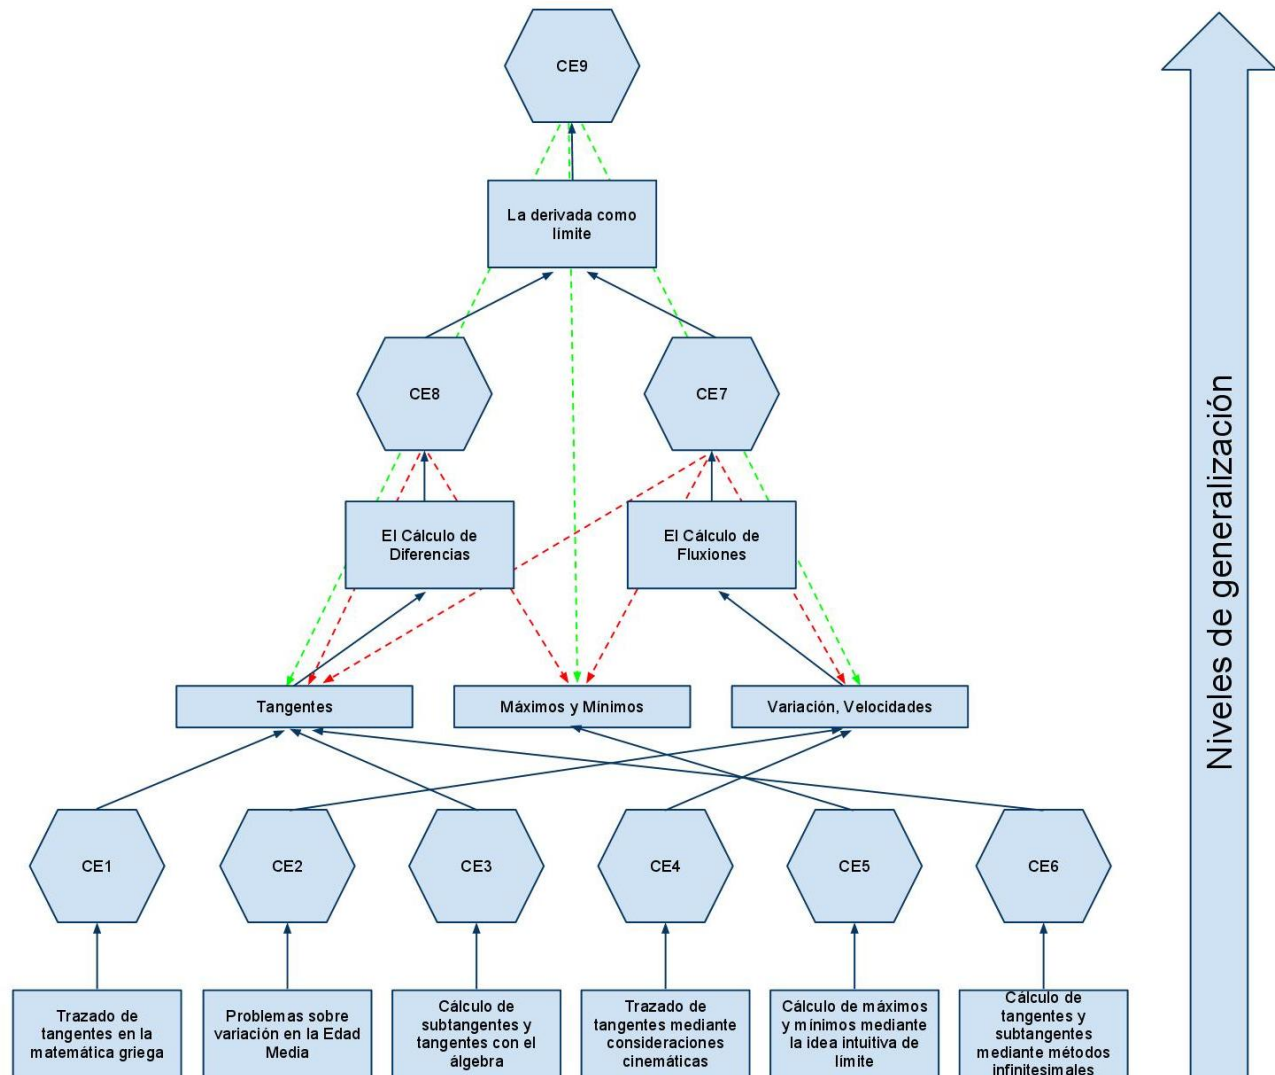 CE9
La derivada como
límite
CE8
CE7
El Cálculo de
Diferencias
El Cálculo de
Fluxiones
Tangentes
Máximos y Mínimos
Variación, Velocidades
CE1
CE2
CE3
CE4
CE5
CE6
Trazado de
tangentes en la
matemática griega
Problemas sobre
variación en la Edad
Media
Cálculo de
subtangentes y
tangentes con el
álgebra
Trazado de
tangentes mediante
consideraciones
cinemáticas
Cálculo de máximos
y mínimos mediante
la idea intuitiva de
límite
Cálculo de
tangentes y
subtangentes
mediante métodos
infinitesimales
Niveles de generalización